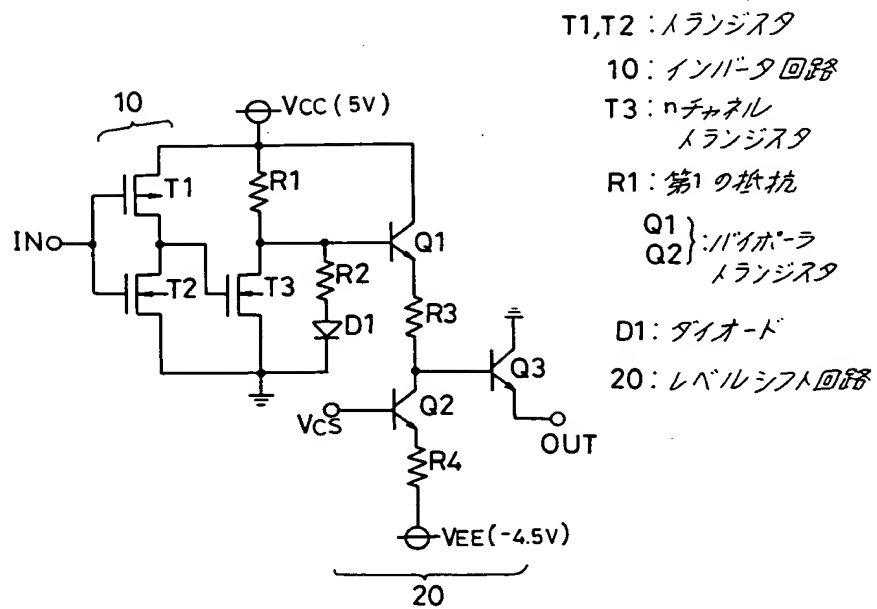 T1,T2 : トランジスタ
10 : インバータ回路
T3 : nチャネル
トランジスタ
R1 : 第1の抵抗
Q1
Q2
} : バイポーラ
トランジスタ
D1 : ダイオード
20 : レベルシフト回路
10
VCC (5V)
T1
R1
IN
Q1
T2
T3
R2
R3
D1
Q3
Q2
VCS
OUT
R4
VEE (-4.5V)
20